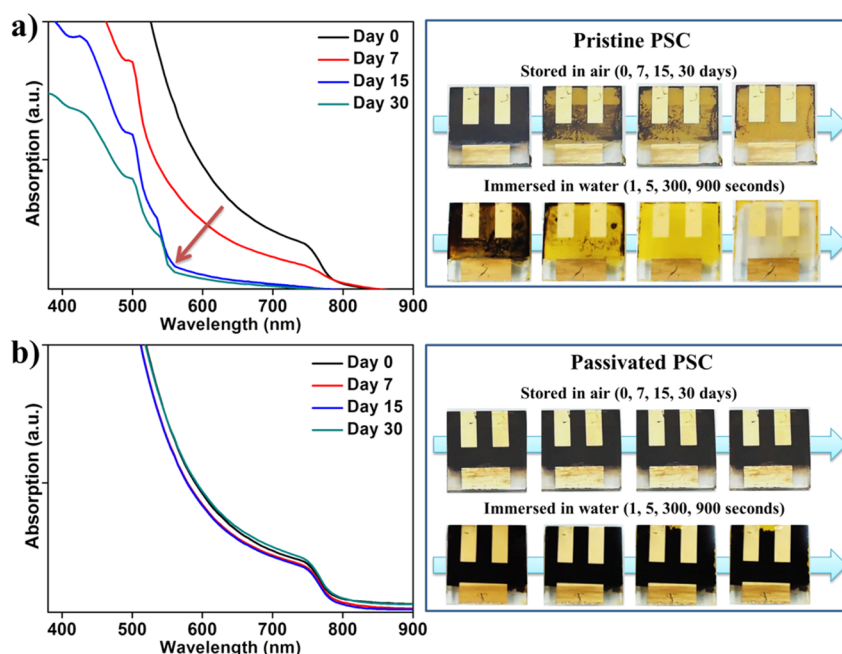 a)
Absorption (a.u.)
Day 0
Day 7
Day 15
Day 30
400 500 600 700 800 900
Wavelength (nm)
Pristine PSC
Stored in air (0, 7, 15, 30 days)
Immersed in water (1, 5, 300, 900 seconds)
b)
Absorption (a.u.)
Day 0
Day 7
Day 15
Day 30
400 500 600 700 800 900
Wavelength (nm)
Passivated PSC
Stored in air (0, 7, 15, 30 days)
Immersed in water (1, 5, 300, 900 seconds)